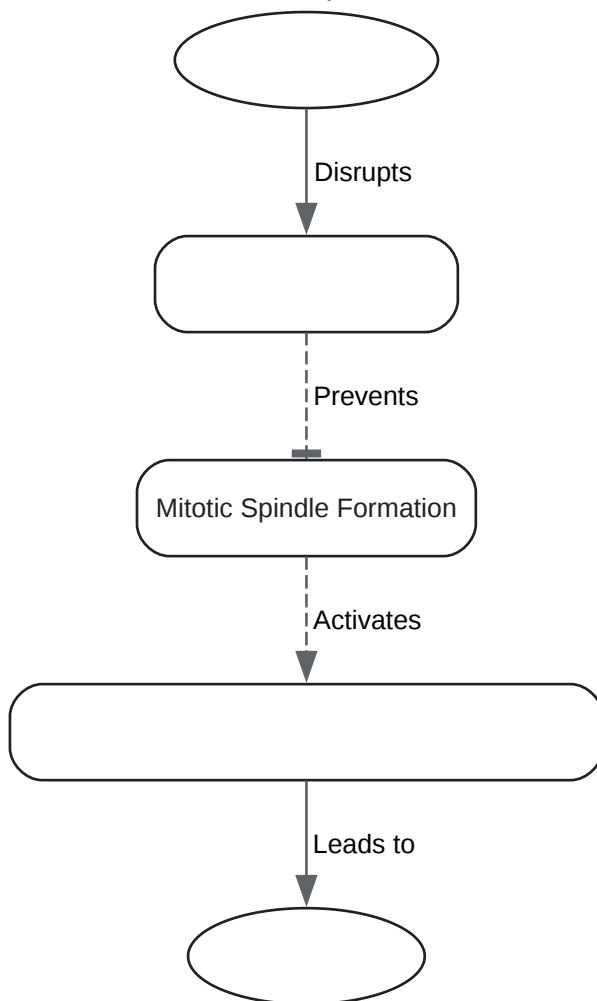 Disrupts
Prevents
Mitotic Spindle Formation
Activates
Leads to